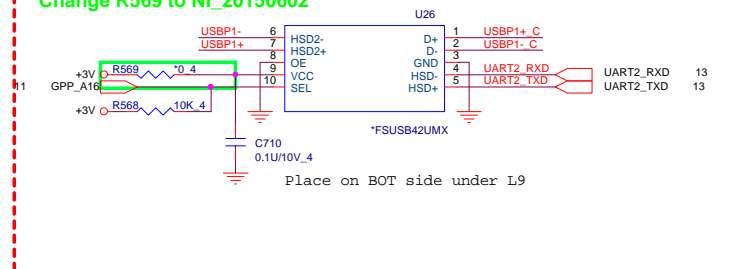 Change R569 to NI_20150602
U26
USBP1- 6 HSD2- D+ 1 USBP1+_C
USBP1+ 7 HSD2+ D- 2 USBP1-_C
8 OE GND 3
+3V R569 *0_4 9 VCC HSD- 4 UART2_RXD UART2_RXD 13
11 GPP_A16 10 SEL HSD+ 5 UART2_TXD UART2_TXD 13
+3V R568 10K_4
*FSUSB42UMX
C710
0.1U/10V_4
Place on BOT side under L9